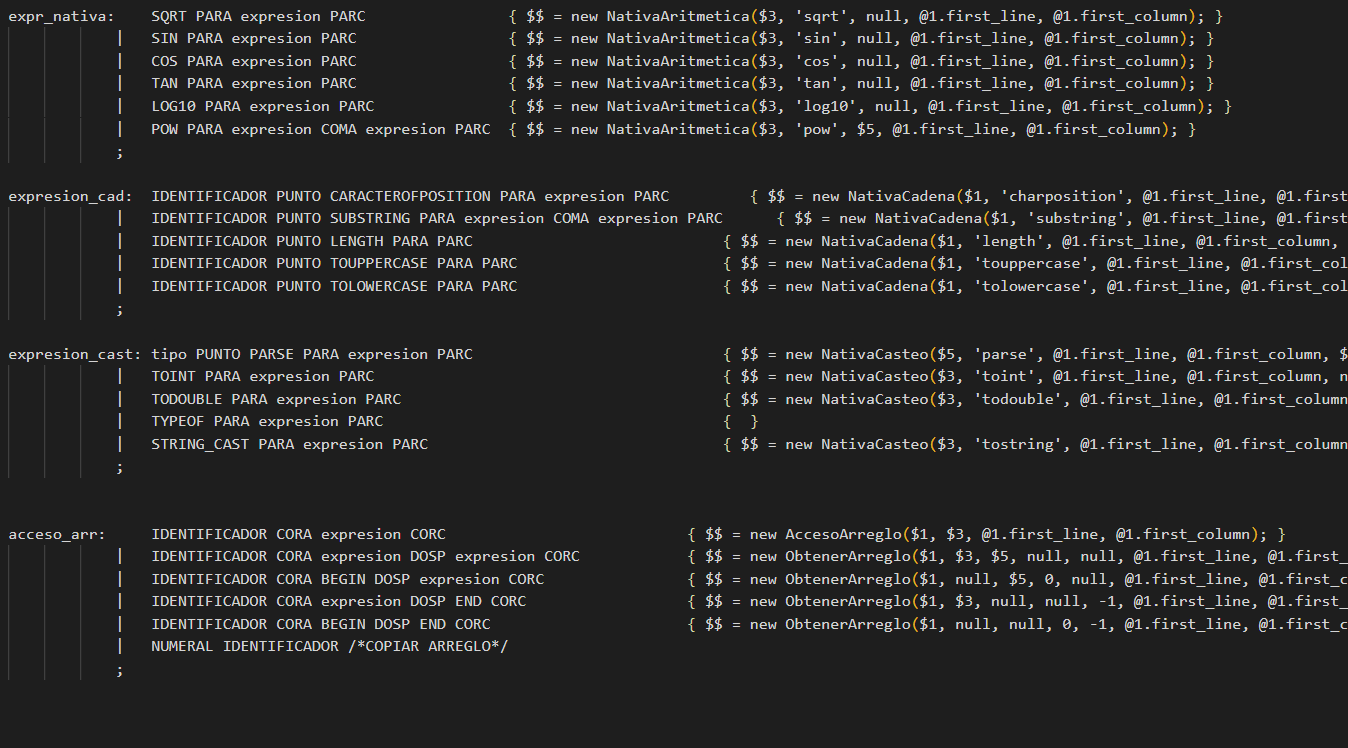 expr_nativa:    SQRT PARA expresion PARC                { $$ = new NativaAritmetica($3, 'sqrt', null, @1.first_line, @1.first_column); }
            |   SIN PARA expresion PARC                 { $$ = new NativaAritmetica($3, 'sin', null, @1.first_line, @1.first_column); }
            |   COS PARA expresion PARC                 { $$ = new NativaAritmetica($3, 'cos', null, @1.first_line, @1.first_column); }
            |   TAN PARA expresion PARC                 { $$ = new NativaAritmetica($3, 'tan', null, @1.first_line, @1.first_column); }
            |   LOG10 PARA expresion PARC               { $$ = new NativaAritmetica($3, 'log10', null, @1.first_line, @1.first_column); }
            |   POW PARA expresion COMA expresion PARC  { $$ = new NativaAritmetica($3, 'pow', $5, @1.first_line, @1.first_column); }
            ;
expresion_cad:  IDENTIFICADOR PUNTO CARACTEROFPOSITION PARA expresion PARC         { $$ = new NativaCadena($1, 'charposition', @1.first_line, @1.first
            |   IDENTIFICADOR PUNTO SUBSTRING PARA expresion COMA expresion PARC      { $$ = new NativaCadena($1, 'substring', @1.first_line, @1.first
            |   IDENTIFICADOR PUNTO LENGTH PARA PARC                            { $$ = new NativaCadena($1, 'length', @1.first_line, @1.first_column,
            |   IDENTIFICADOR PUNTO TOUPPERCASE PARA PARC                       { $$ = new NativaCadena($1, 'touppercase', @1.first_line, @1.first_col
            |   IDENTIFICADOR PUNTO TOLOWERCASE PARA PARC                       { $$ = new NativaCadena($1, 'tolowercase', @1.first_line, @1.first_col
            ;
expresion_cast: tipo PUNTO PARSE PARA expresion PARC                            { $$ = new NativaCasteo($5, 'parse', @1.first_line, @1.first_column, $
            |   TOINT PARA expresion PARC                                       { $$ = new NativaCasteo($3, 'toint', @1.first_line, @1.first_column, n
            |   TODOUBLE PARA expresion PARC                                    { $$ = new NativaCasteo($3, 'todouble', @1.first_line, @1.first_column
            |   TYPEOF PARA expresion PARC                                      {  }
            |   STRING_CAST PARA expresion PARC                                 { $$ = new NativaCasteo($3, 'tostring', @1.first_line, @1.first_column
            ;
acceso_arr:     IDENTIFICADOR CORA expresion CORC                           { $$ = new AccesoArreglo($1, $3, @1.first_line, @1.first_column); }
            |   IDENTIFICADOR CORA expresion DOSP expresion CORC            { $$ = new ObtenerArreglo($1, $3, $5, null, null, @1.first_line, @1.first_
            |   IDENTIFICADOR CORA BEGIN DOSP expresion CORC                { $$ = new ObtenerArreglo($1, null, $5, 0, null, @1.first_line, @1.first_c
            |   IDENTIFICADOR CORA expresion DOSP END CORC                  { $$ = new ObtenerArreglo($1, $3, null, null, -1, @1.first_line, @1.first_
            |   IDENTIFICADOR CORA BEGIN DOSP END CORC                      { $$ = new ObtenerArreglo($1, null, null, 0, -1, @1.first_line, @1.first_c
            |   NUMERAL IDENTIFICADOR /*COPIAR ARREGLO*/
            ;